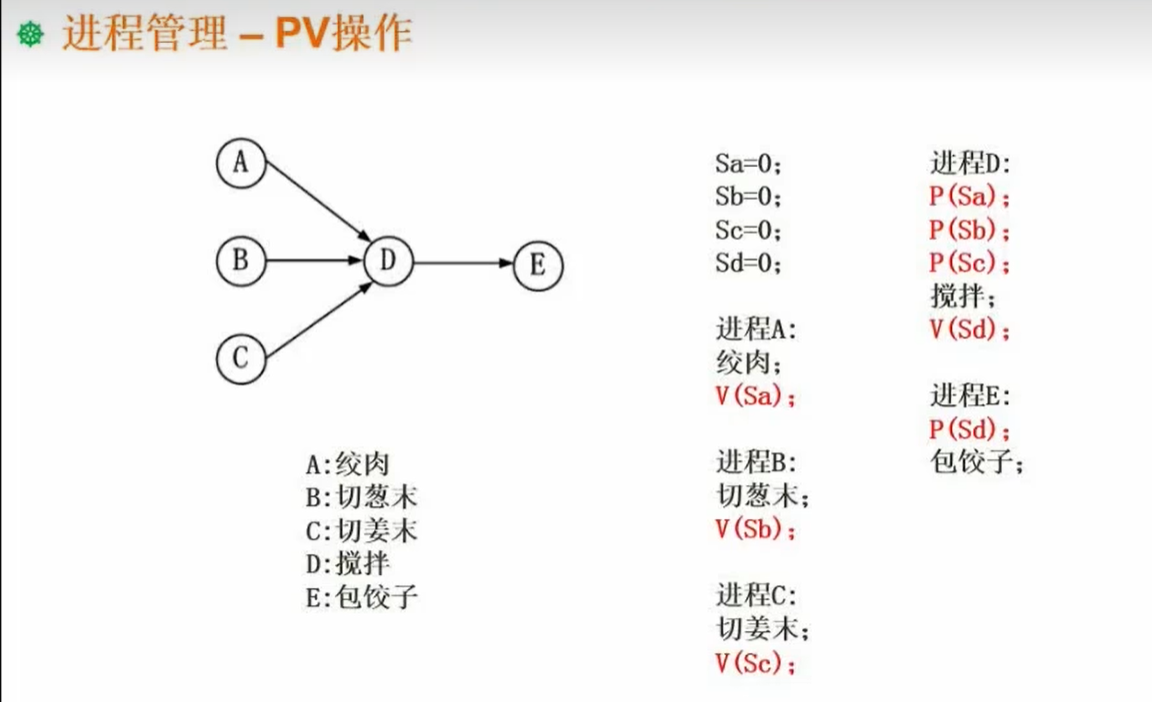 进程管理 – PV操作
A
B
C
D
E
A:绞肉
B:切葱末
C:切姜末
D:搅拌
E:包饺子
Sa=0;
Sb=0;
Sc=0;
Sd=0;
进程A:
绞肉;
V(Sa);
进程B:
切葱末;
V(Sb);
进程C:
切姜末;
V(Sc);
进程D:
P(Sa);
P(Sb);
P(Sc);
搅拌;
V(Sd);
进程E:
P(Sd);
包饺子;